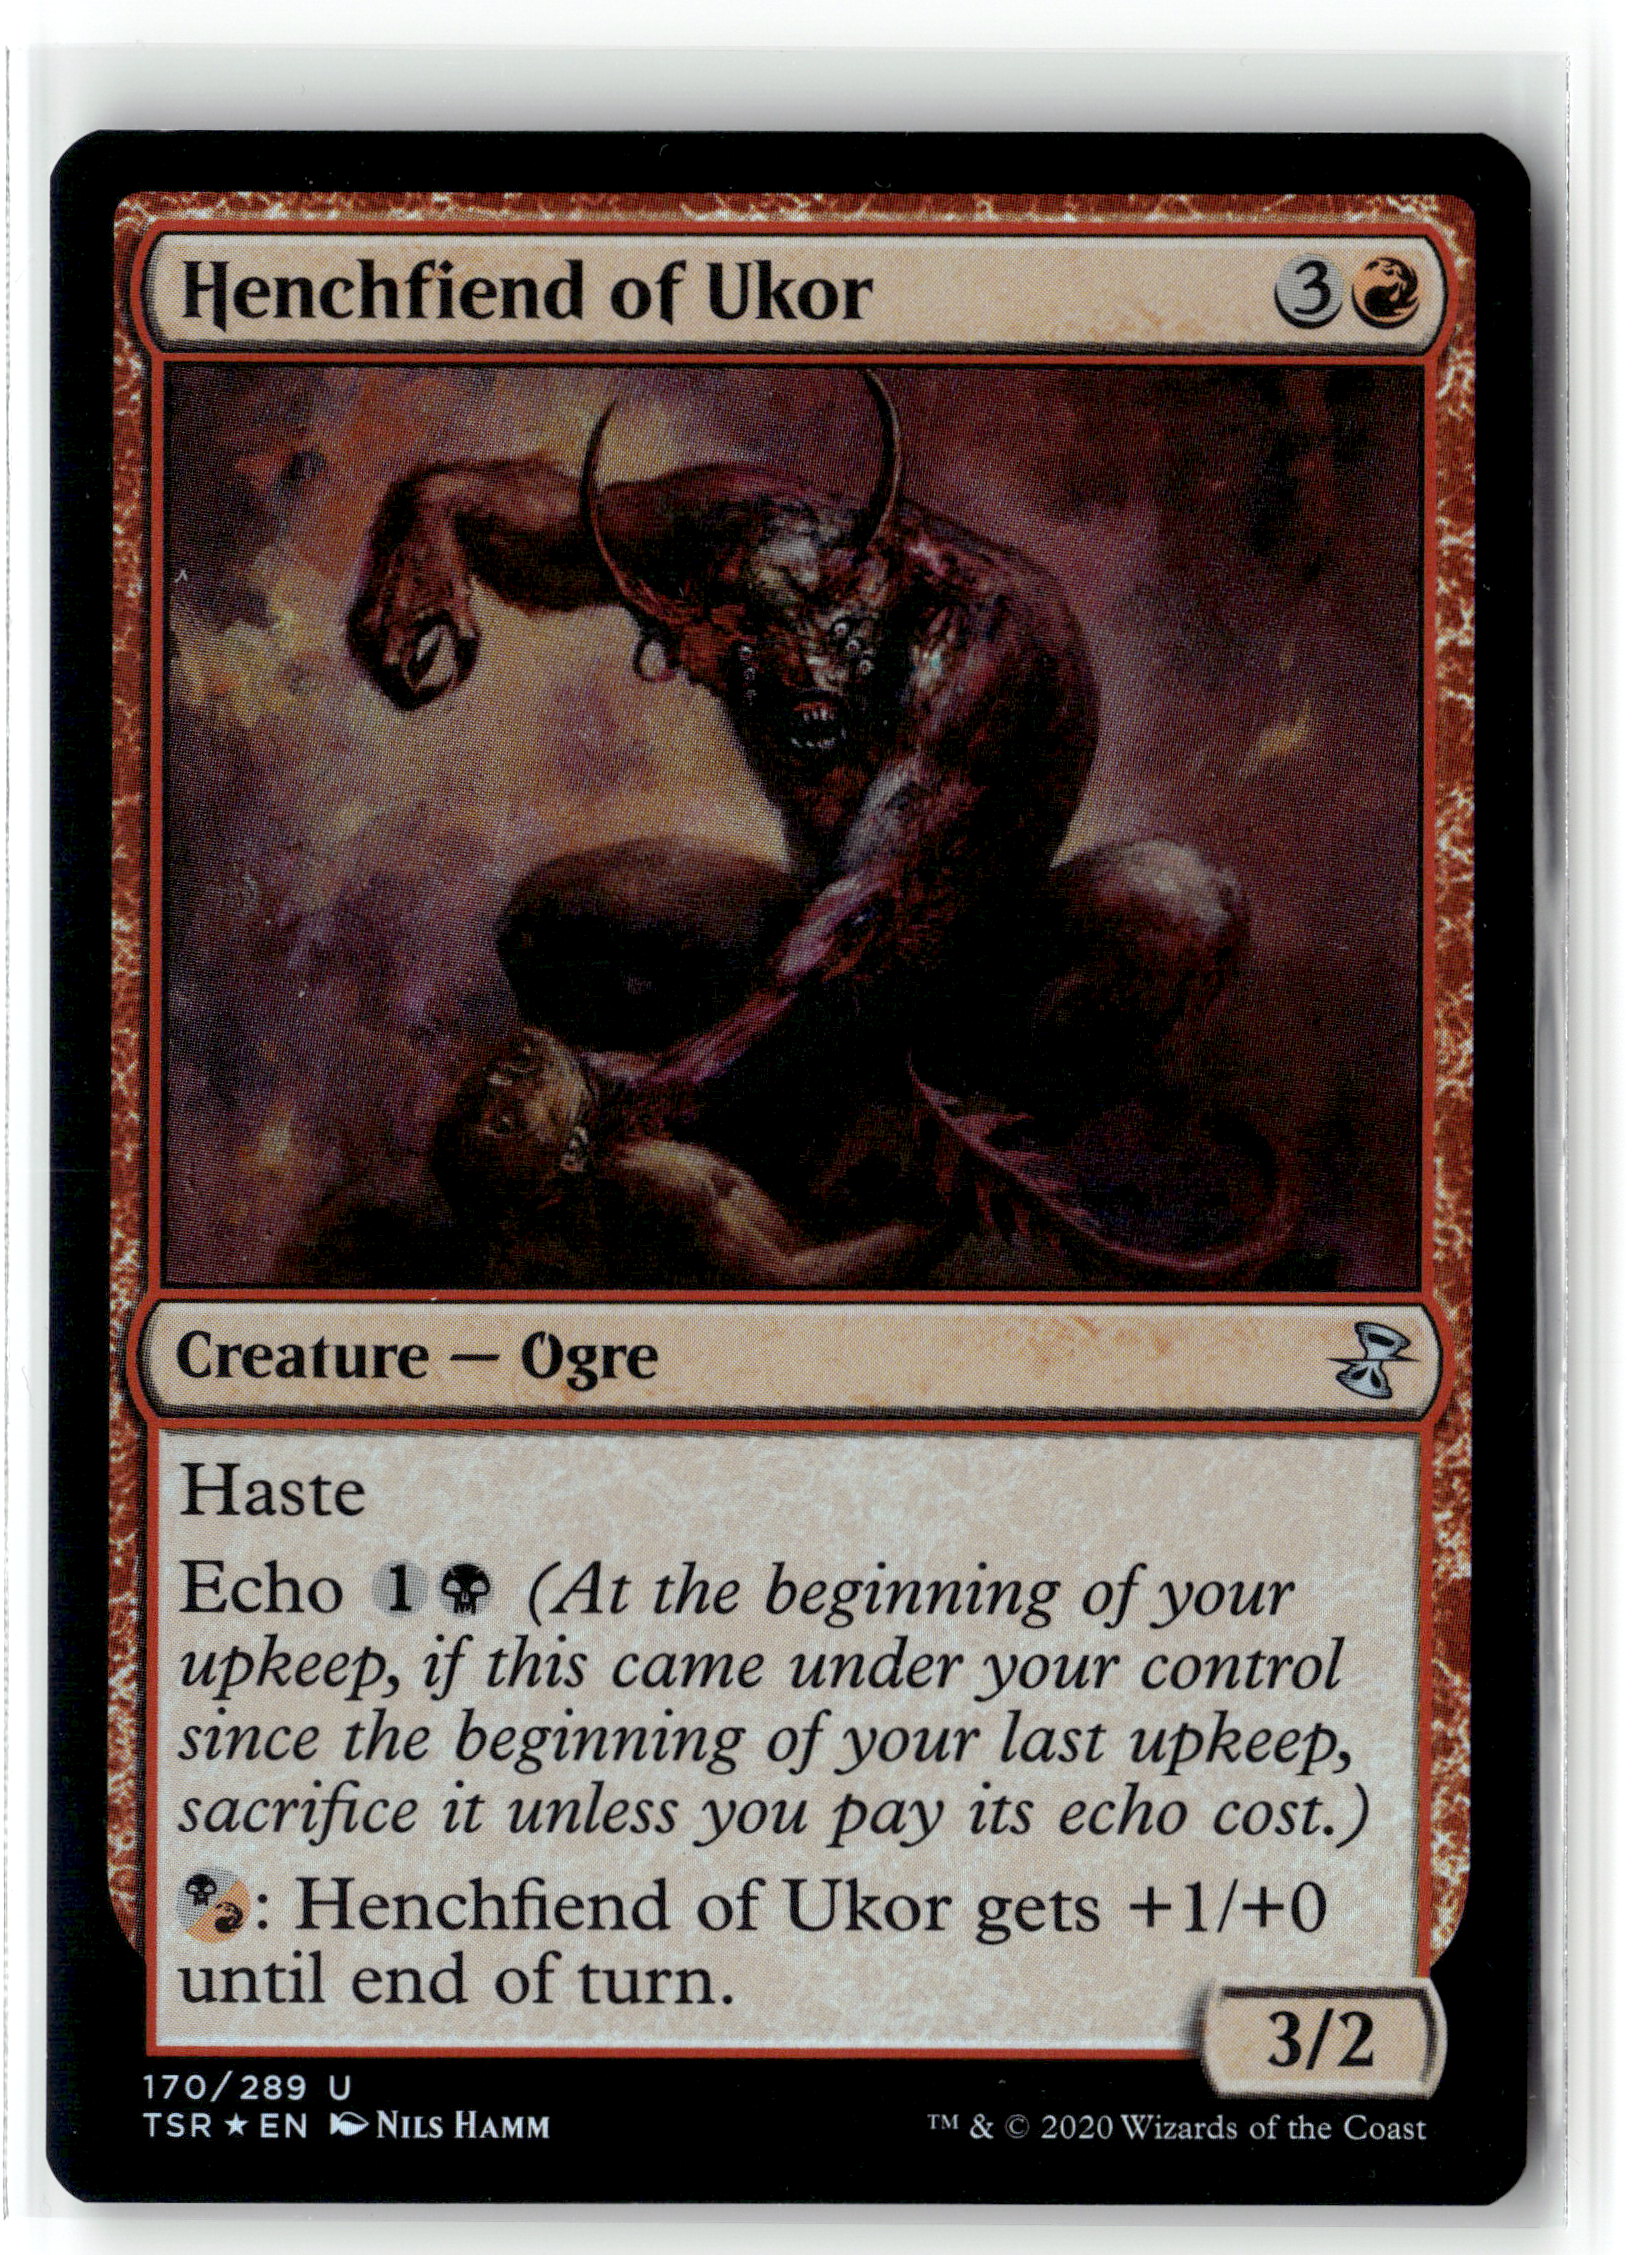 Henchfiend of Ukor 3
Creature — Ogre
Haste
Echo 1 (At the beginning of your
upkeep, if this came under your control
since the beginning of your last upkeep,
sacrifice it unless you pay its echo cost.)
: Henchfiend of Ukor gets +1/+0
until end of turn.
3/2
170/289 U
TSR ★ EN NILS HAMM
™ & © 2020 Wizards of the Coast